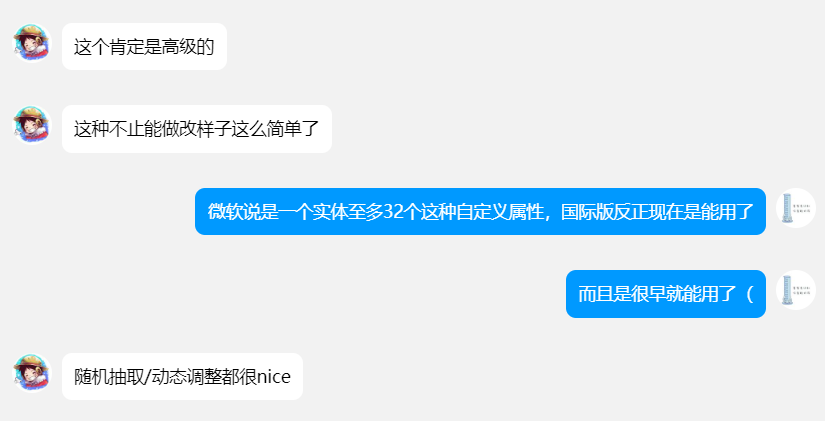 这个肯定是高级的
这种不止能做改样子这么简单了
微软说是一个实体至多32个这种自定义属性，国际版反正现在是能用了
而且是很早就能用了（
随机抽取/动态调整都很nice